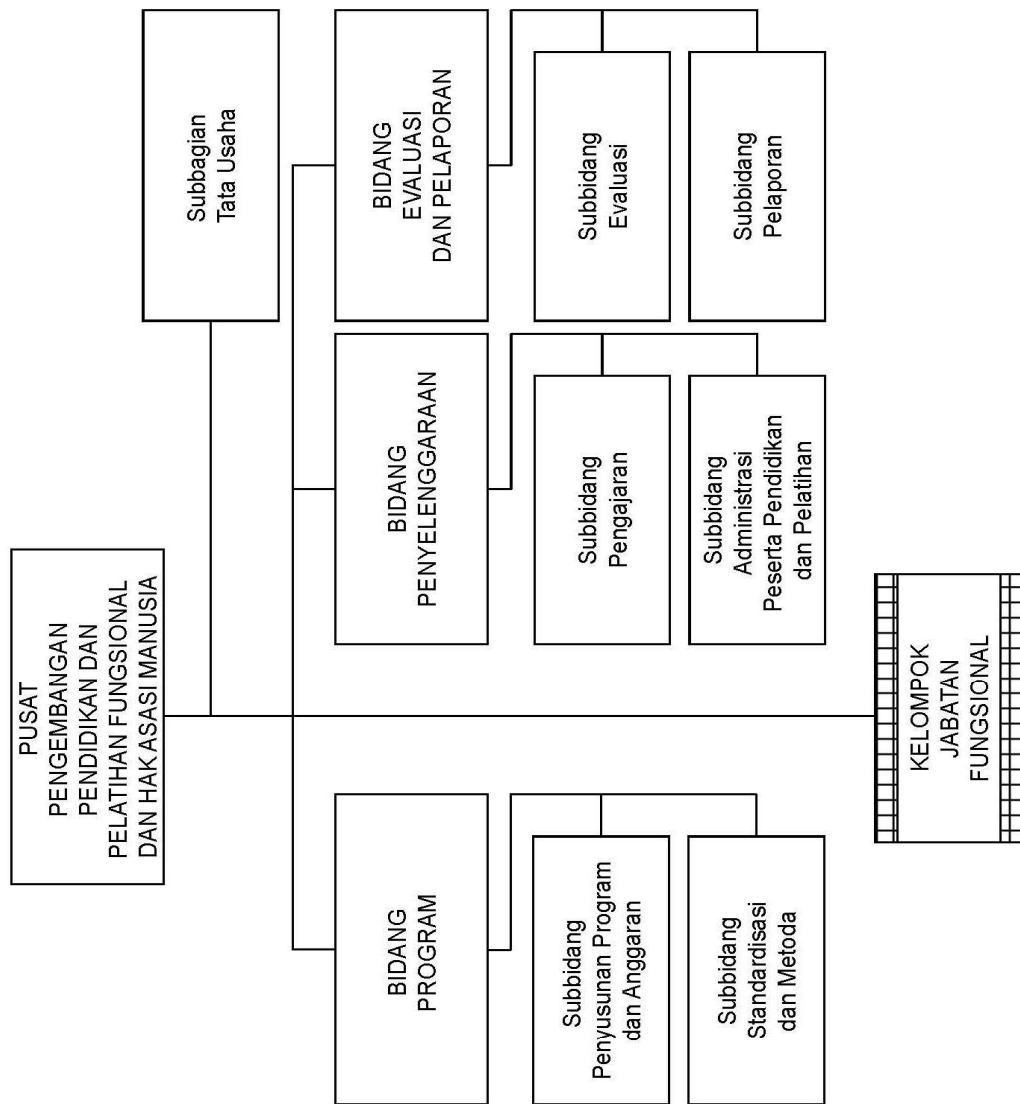 PUSAT
PENGEMBANGAN
PENDIDIKAN DAN
PELATIHAN FUNGSIONAL
DAN HAK ASASI MANUSIA
Subbagian
Tata Usaha
BIDANG
PROGRAM
BIDANG
PENYELENGGARAAN
BIDANG
EVALUASI
DAN PELAPORAN
Subbidang
Penyusunan Program
dan Anggaran
Subbidang
Pengajaran
Subbidang
Evaluasi
Subbidang
Standardisasi
dan Metoda
Subbidang
Administrasi
Peserta Pendidikan
dan Pelatihan
Subbidang
Pelaporan
KELOMPOK
JABATAN
FUNGSIONAL